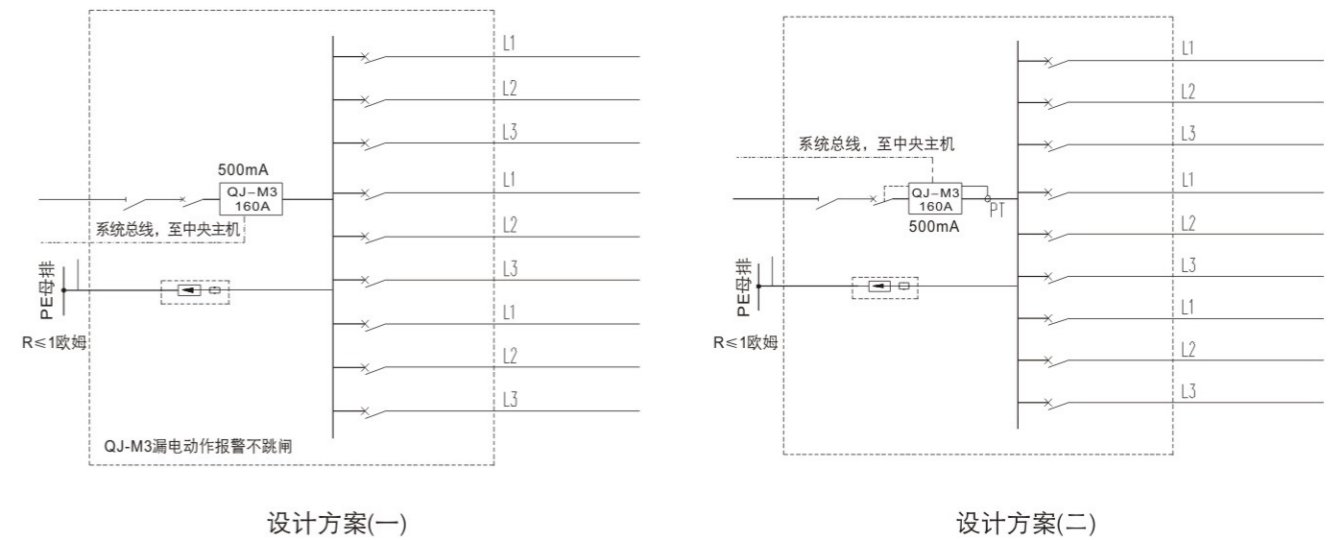 L1
L2
L3
500mA
QJ-M3
160A
L1
系统总线，至中央主机
L2
L3
PE母排
L1
R≤1欧姆
L2
L3
QJ-M3漏电动作报警不跳闸
设计方案(一)
L1
L2
系统总线，至中央主机
L3
QJ-M3
160A
L1
PT
500mA
L2
L3
PE母排
L1
R≤1欧姆
L2
L3
设计方案(二)